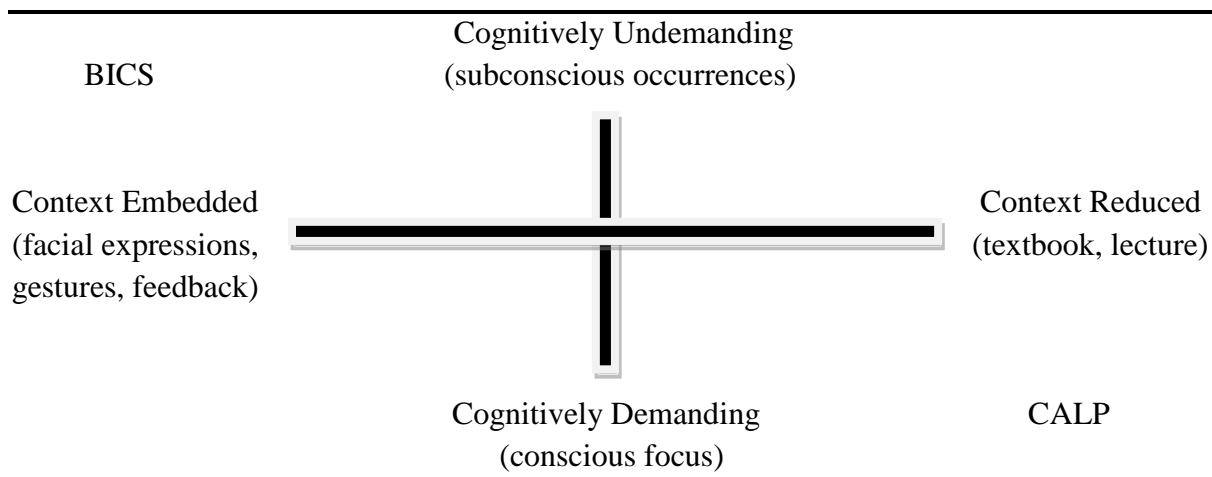 Cognitively Undemanding
BICS
(subconscious occurrences)
Context Embedded
(facial expressions,
gestures, feedback)
Context Reduced
(textbook, lecture)
Cognitively Demanding
(conscious focus)
CALP